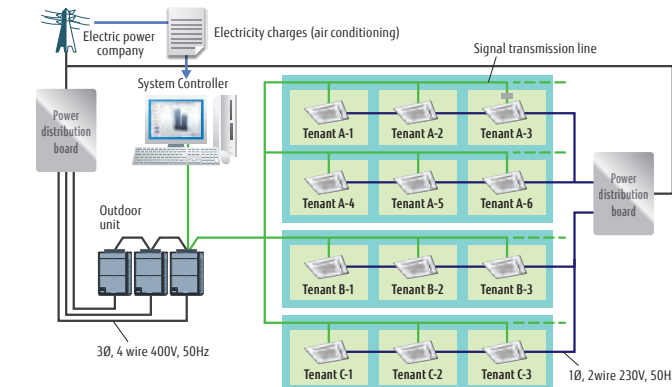 Electric power
company
Electricity charges (air conditioning)
Signal transmission line
System Controller
Power
distribution
board
Tenant A-1
Tenant A-2
Tenant A-3
Tenant A-4
Tenant A-5
Tenant A-6
Power
distribution
board
Outdoor
unit
Tenant B-1
Tenant B-2
Tenant B-3
3Ø, 4 wire 400V, 50Hz
Tenant C-1
Tenant C-2
Tenant C-3
1Ø, 2wire 230V, 50H